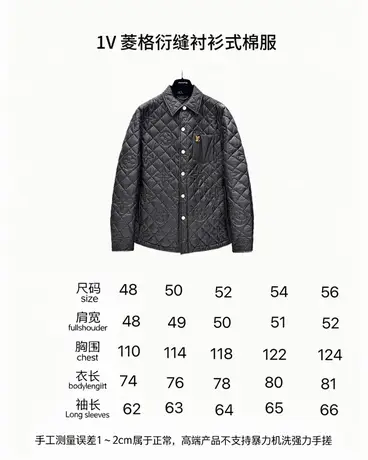 1V 菱格衍缝衬衫式棉服
尺码 48 50 52 54 56
size
肩宽 48 49 50 51 52
fullshouder
胸围 110 114 118 122 124
chest
衣长 74 76 78 80 81
bodylengitt
袖长 62 63 64 65 66
Long sleeves
手工测量误差1~2cm属于正常，高端产品不支持暴力机洗强力手搓